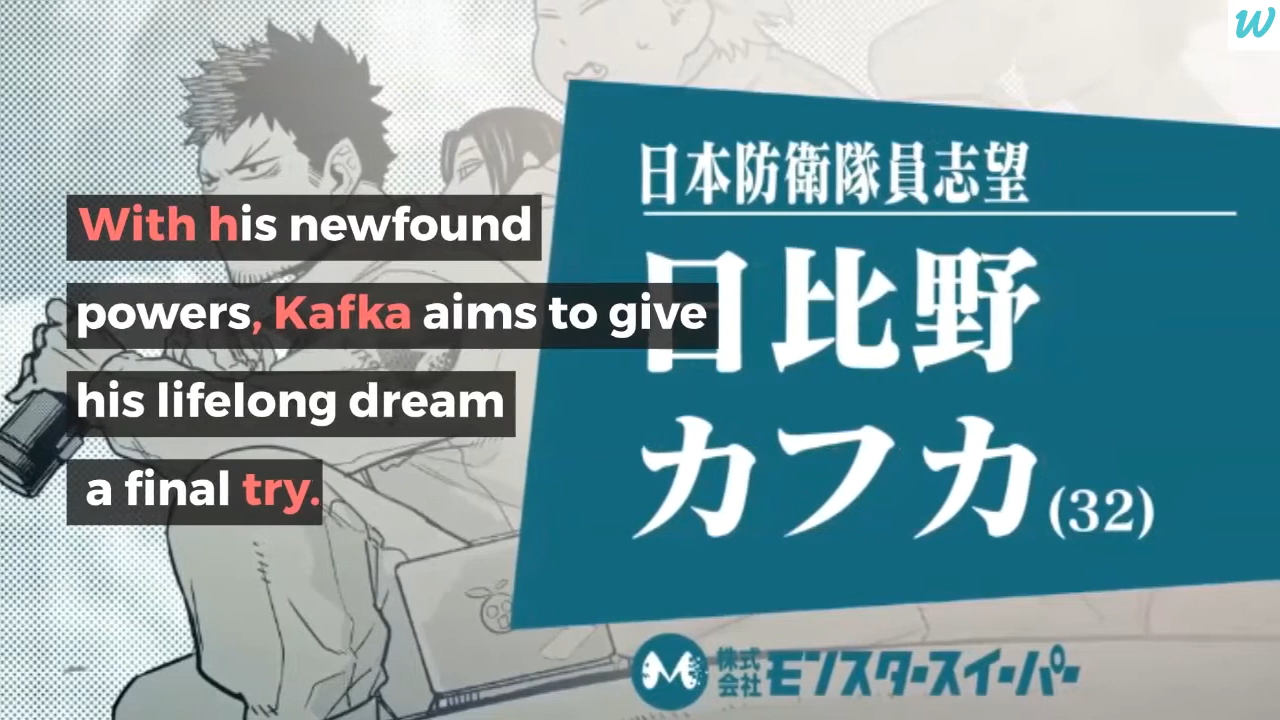 W
日本防衛隊員志望
With his newfound
日比野
powers, Kafka aims to give
his lifelong dream
カフカ(32)
a final try.
株式会社モンスタースイーパー